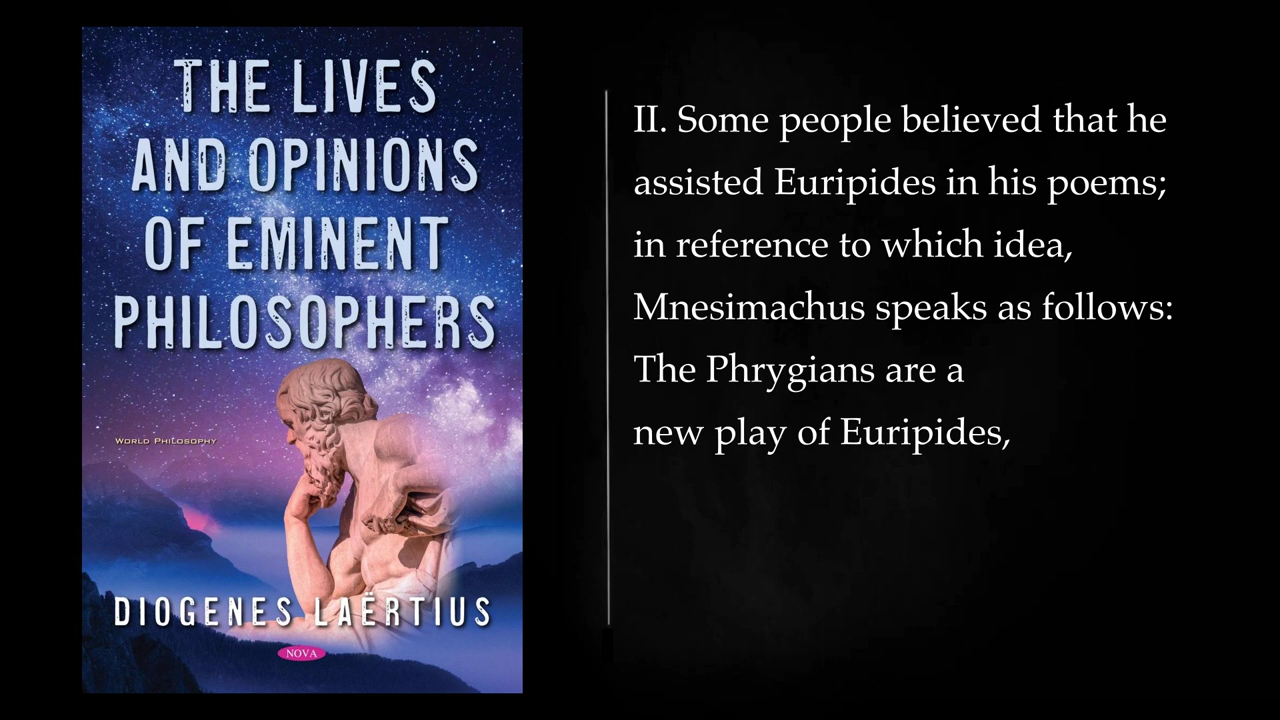 THE LIVES
AND OPINIONS
OF EMINENT
PHILOSOPHERS
WORLD PHILOSOPHY
DIOGENES LAËRTIUS
NOVA
II. Some people believed that he
assisted Euripides in his poems;
in reference to which idea,
Mnesimachus speaks as follows:
The Phrygians are a
new play of Euripides,